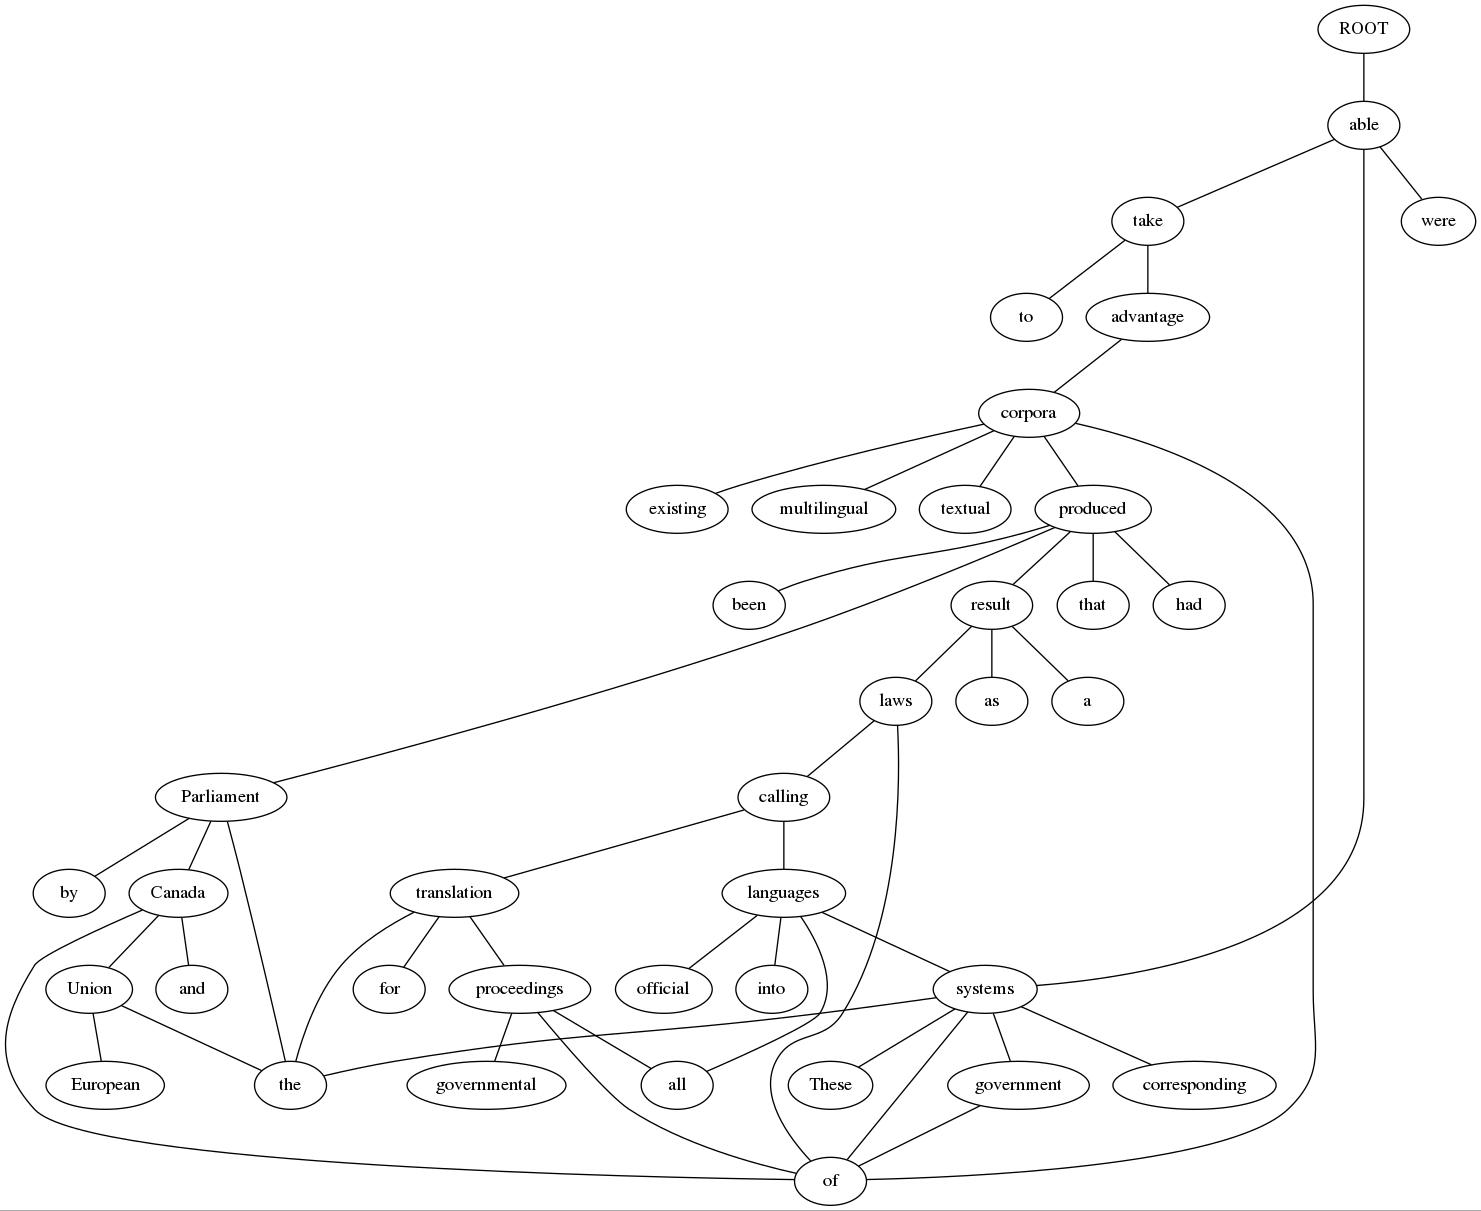 ROOT
able
take
were
to
advantage
corpora
existing
multilingual
textual
produced
been
result
that
had
laws
as
a
Parliament
calling
by
Canada
translation
languages
Union
and
for
proceedings
official
into
systems
European
the
governmental
all
These
government
corresponding
of